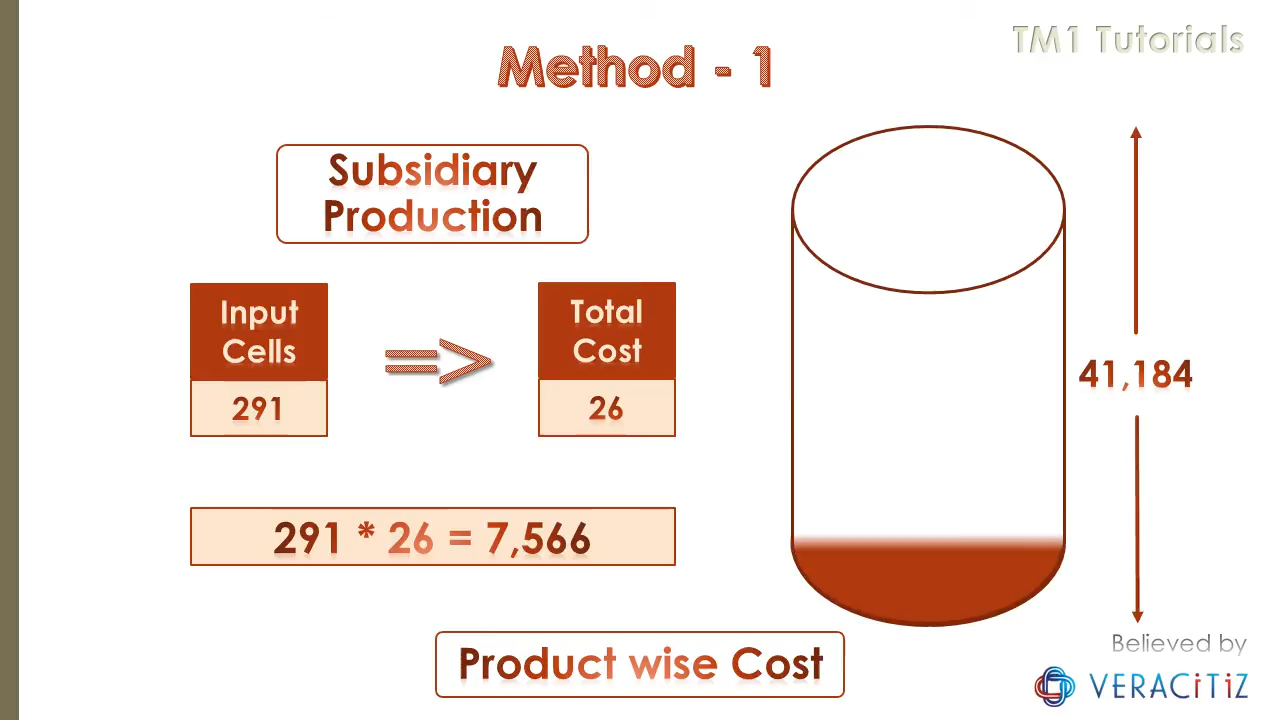 TM1 Tutorials
Method - 1
Subsidiary
Production
Input
Cells
291
=>
Total
Cost
26
41,184
291 * 26 = 7,566
Product wise Cost
Believed by
VERACiTiZ